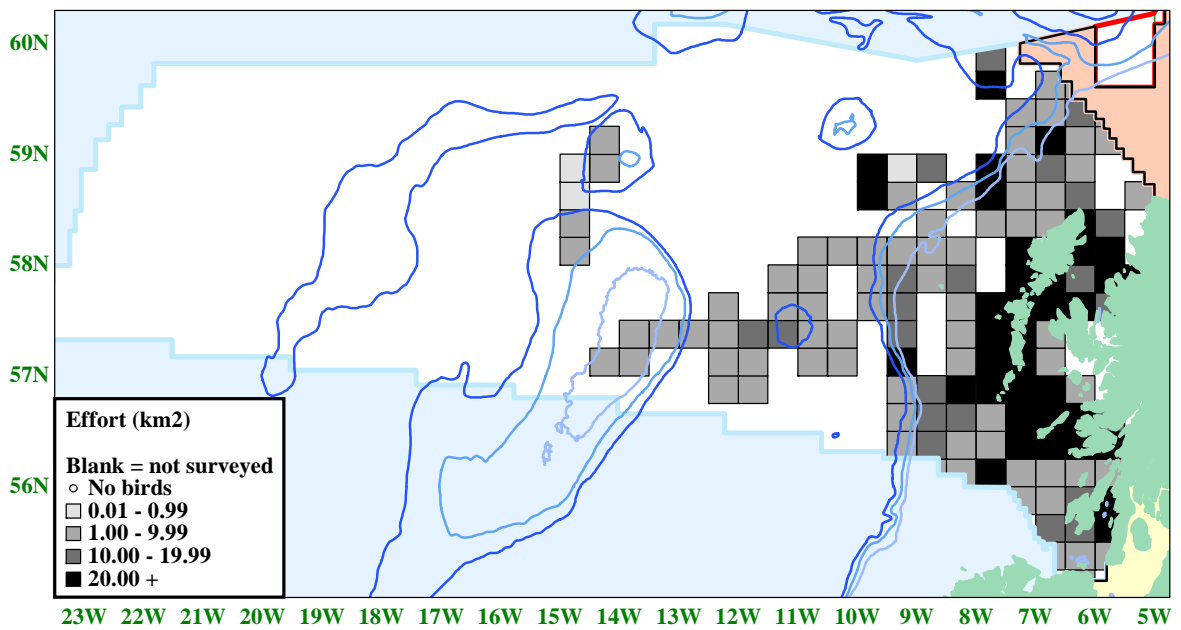 60N
59N
58N
57N
56N
Effort (km2)
Blank = not surveyed
No birds
0.01 - 0.99
1.00 - 9.99
10.00 - 19.99
20.00 +
23W 22W 21W 20W 19W 18W 17W 16W 15W 14W 13W 12W 11W 10W 9W 8W 7W 6W 5W